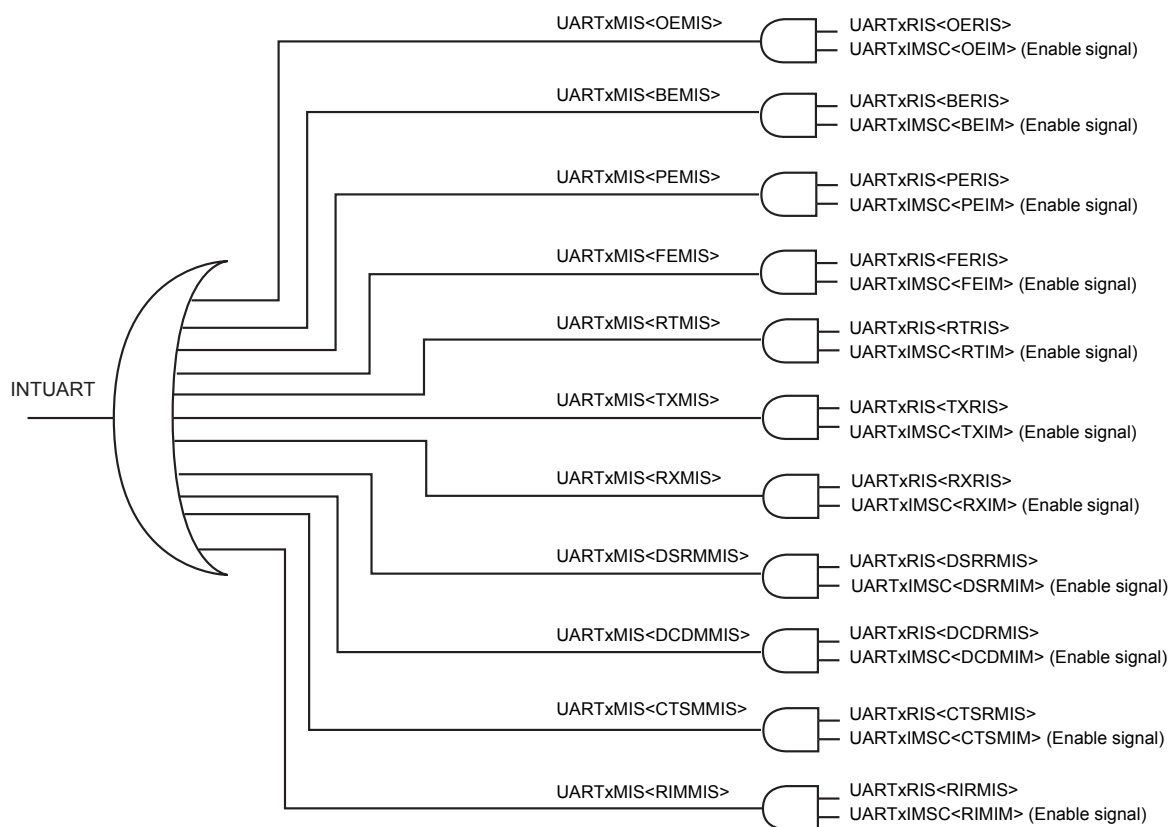 UARTxMIS<OEMIS>
UARTxRIS<OERIS>
UARTxIMSC<OEIM> (Enable signal)
UARTxMIS<BEMIS>
UARTxRIS<BERIS>
UARTxIMSC<BEIM> (Enable signal)
UARTxMIS<PEMIS>
UARTxRIS<PERIS>
UARTxIMSC<PEIM> (Enable signal)
UARTxMIS<FEMIS>
UARTxRIS<FERIS>
UARTxIMSC<FEIM> (Enable signal)
UARTxMIS<RTMIS>
UARTxRIS<RTRIS>
UARTxIMSC<RTIM> (Enable signal)
INTUART
UARTxMIS<TXMIS>
UARTxRIS<TXRIS>
UARTxIMSC<TXIM> (Enable signal)
UARTxMIS<RXMIS>
UARTxRIS<RXRIS>
UARTxIMSC<RXIM> (Enable signal)
UARTxMIS<DSRMMIS>
UARTxRIS<DSRRMIS>
UARTxIMSC<DSRMIM> (Enable signal)
UARTxMIS<DCDMMIS>
UARTxRIS<DCDRMIS>
UARTxIMSC<DCDMIM> (Enable signal)
UARTxMIS<CTSMMIS>
UARTxRIS<CTSRMIS>
UARTxIMSC<CTSMIM> (Enable signal)
UARTxMIS<RIMMIS>
UARTxRIS<RIRMIS>
UARTxIMSC<RIMIM> (Enable signal)